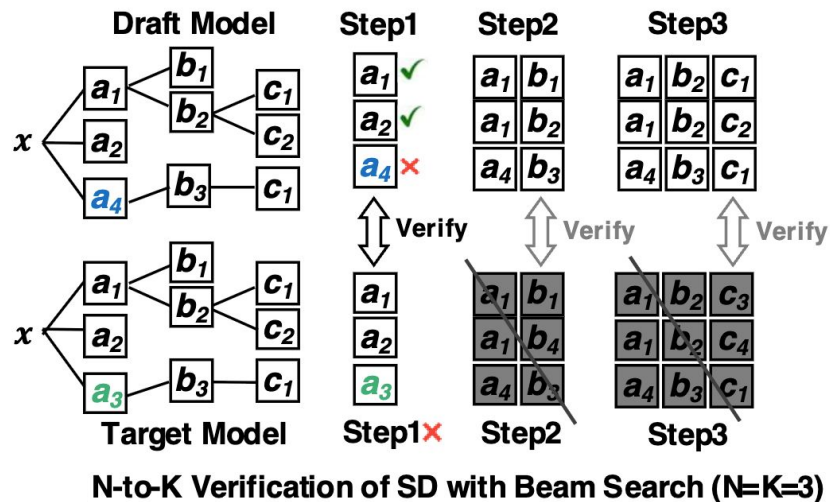 Draft Model Step1 Step2 Step3
x a1 b1 a1 a1 b1 a1 b2 c1
b2 c1
a2 c2 a2 a1 b2 a1 b2 c2
a4 b3 c1 a4 a4 b3 a4 b3 c1
Verify Verify Verify
x a1 b1 a1 a1 b1 a1 b2 c3
b2 c1
a2 c2 a2 a1 b4 a1 b2 c4
a3 b3 c1 a3 a4 b3 a4 b3 c1
Target Model Step1 Step2 Step3
N-to-K Verification of SD with Beam Search (N=K=3)